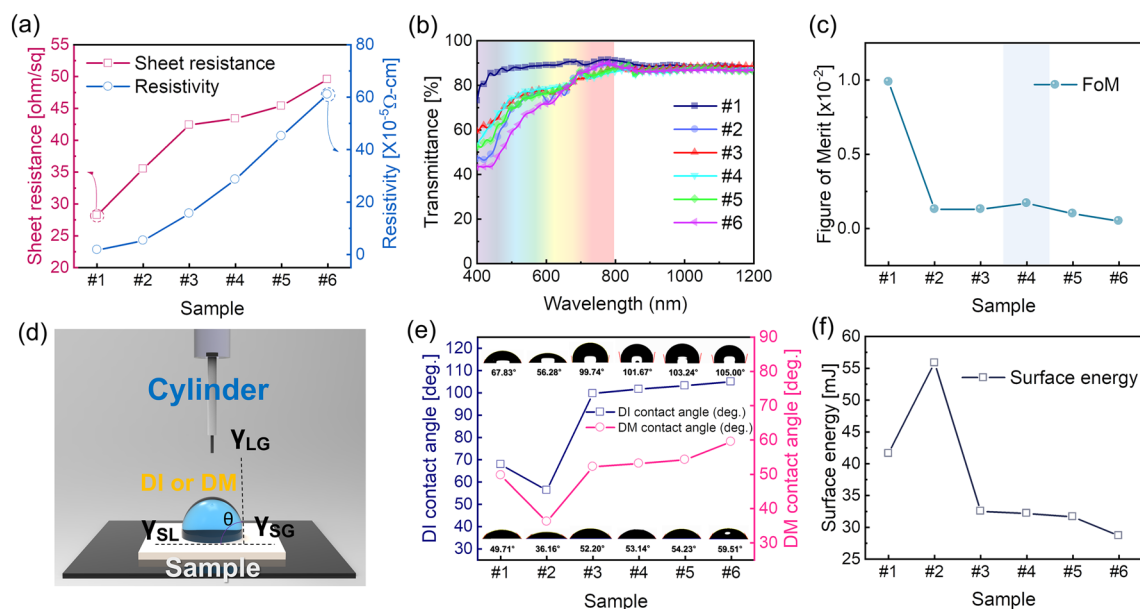 (a)
Sheet resistance [ohm/sq]
55
50
45
40
35
30
25
20
Sheet resistance
Resistivity
80
60
40
20
0
Resistivity [X10⁻⁵Ω-cm]
#1 #2 #3 #4 #5 #6
Sample
(b)
Transmittance [%]
100
80
60
40
20
0
#1
#2
#3
#4
#5
#6
400 600 800 1000 1200
Wavelength (nm)
(c)
Figure of Merit [x10⁻²]
1.0
0.5
0.0
FoM
#1 #2 #3 #4 #5 #6
Sample
(d)
Cylinder
γLG
DI or DM
θ
γSL γSG
Sample
(e)
DI contact angle [deg.]
120
110
100
90
80
70
60
50
40
30
67.83° 56.28° 99.74° 101.67° 103.24° 105.00°
DI contact angle (deg.)
DM contact angle (deg.)
49.71° 36.16° 52.20° 53.14° 54.23° 59.51°
90
80
70
60
50
40
30
DM contact angle [deg.]
#1 #2 #3 #4 #5 #6
Sample
(f)
Surface energy [mJ]
60
55
50
45
40
35
30
25
Surface energy
#1 #2 #3 #4 #5 #6
Sample